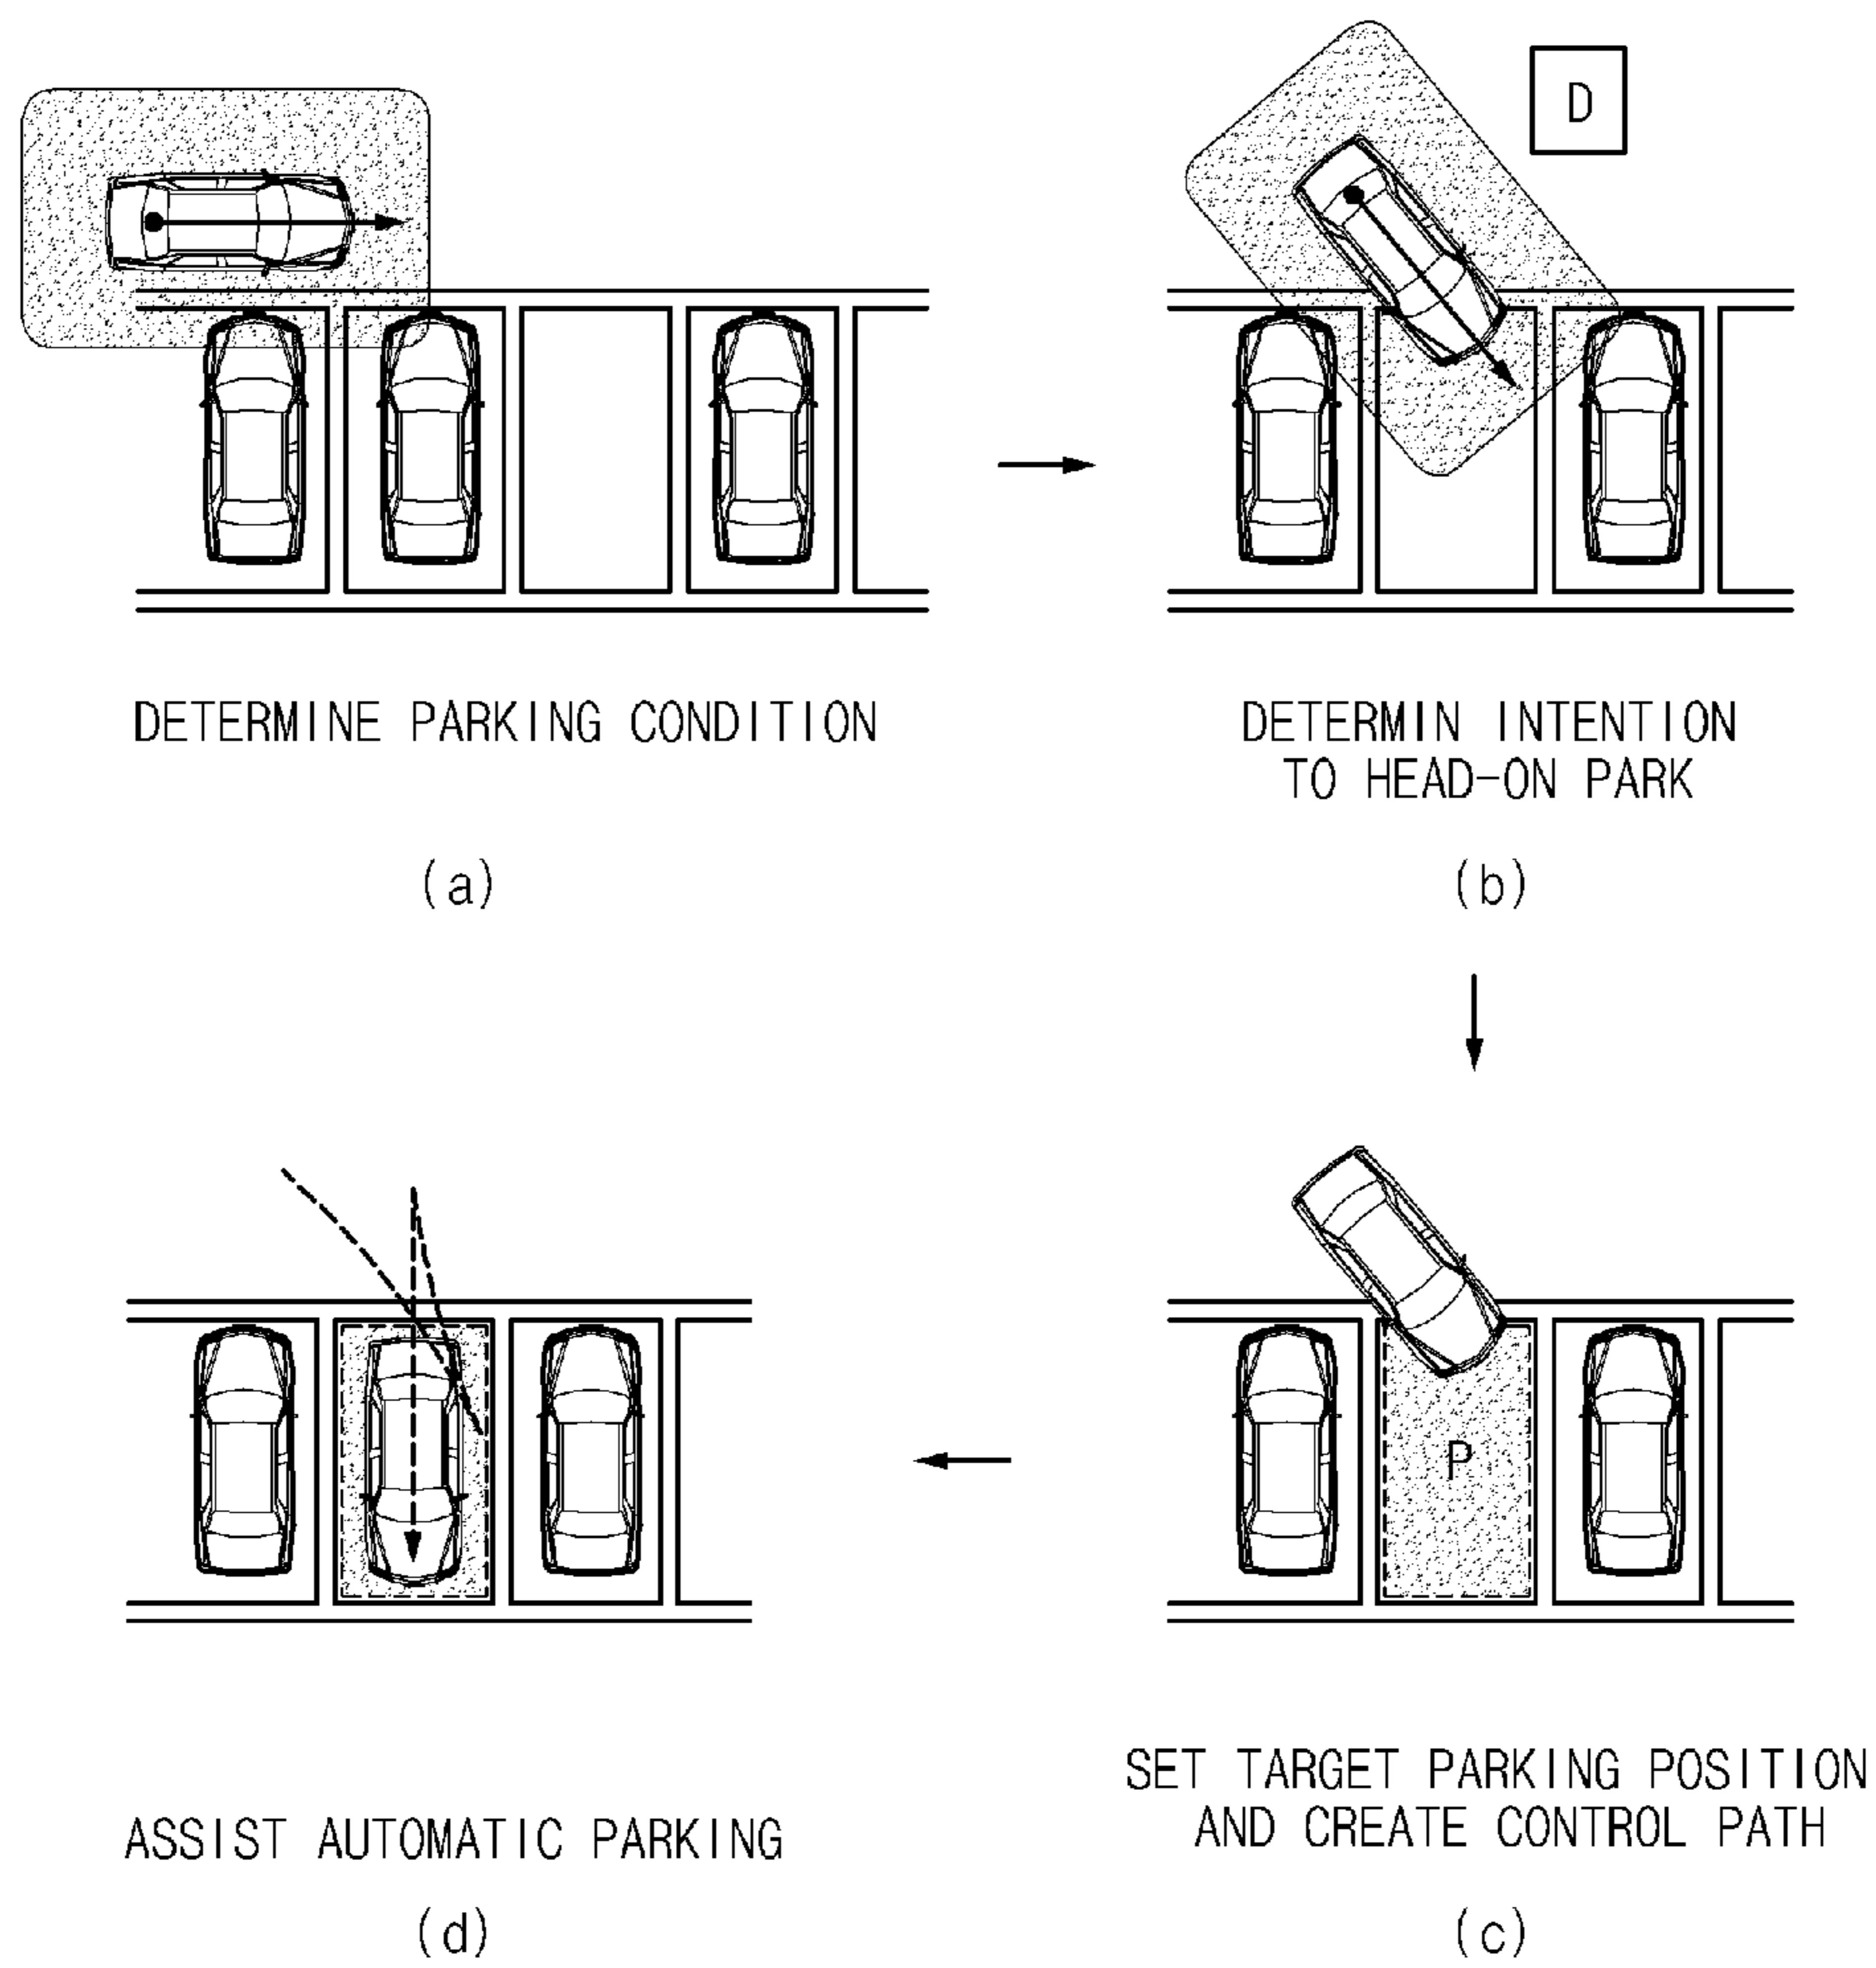 D
DETERMINE PARKING CONDITION
(a)
DETERMIN INTENTION
TO HEAD-ON PARK
(b)
P
SET TARGET PARKING POSITION
AND CREATE CONTROL PATH
(c)
ASSIST AUTOMATIC PARKING
(d)